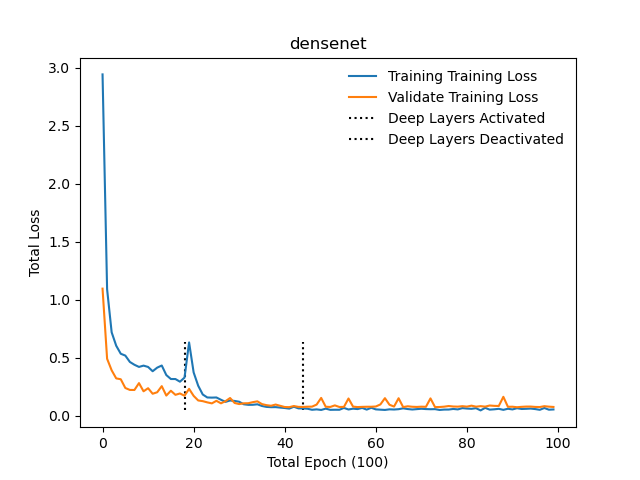 densenet
3.0
2.5
2.0
1.5
1.0
0.5
0.0
Total Loss
Training Training Loss
Validate Training Loss
Deep Layers Activated
Deep Layers Deactivated
0 20 40 60 80 100
Total Epoch (100)